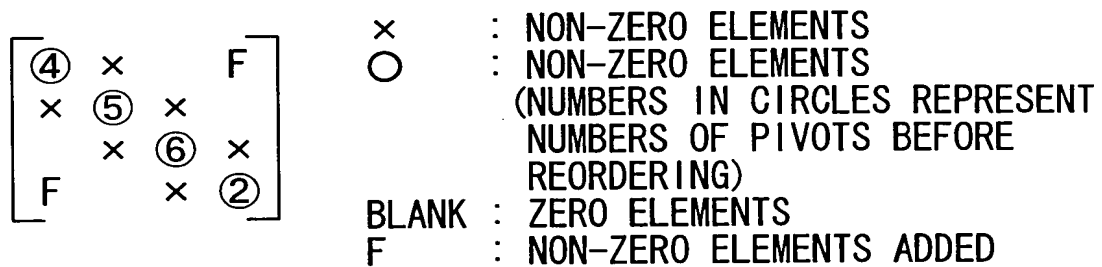 ④ × F
× ⑤ ×
× ⑥ ×
F × ②
× : NON-ZERO ELEMENTS
○ : NON-ZERO ELEMENTS
(NUMBERS IN CIRCLES REPRESENT
NUMBERS OF PIVOTS BEFORE
REORDERING)
BLANK : ZERO ELEMENTS
F : NON-ZERO ELEMENTS ADDED